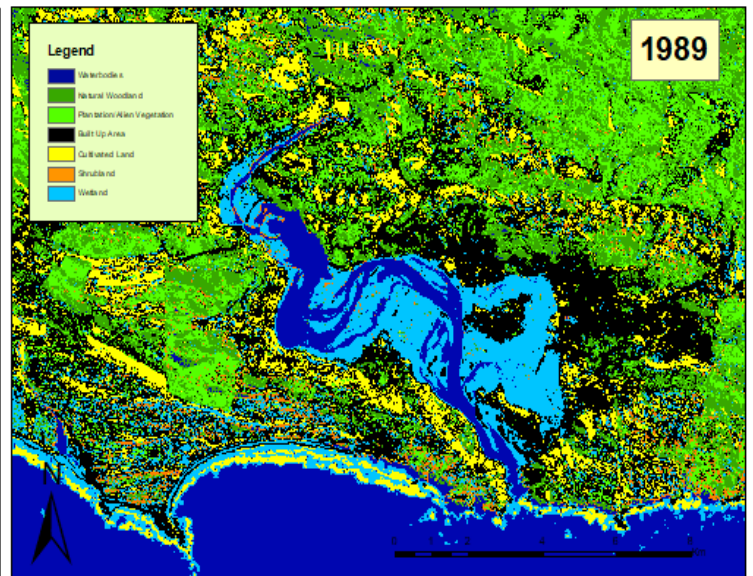 1989
Legend
Waterbodies
Natural Woodland
Plantation/Alien Vegetation
Built Up Area
Cultivated Land
Shrubland
Wetland
N
0 1 2 4 6 8
Km